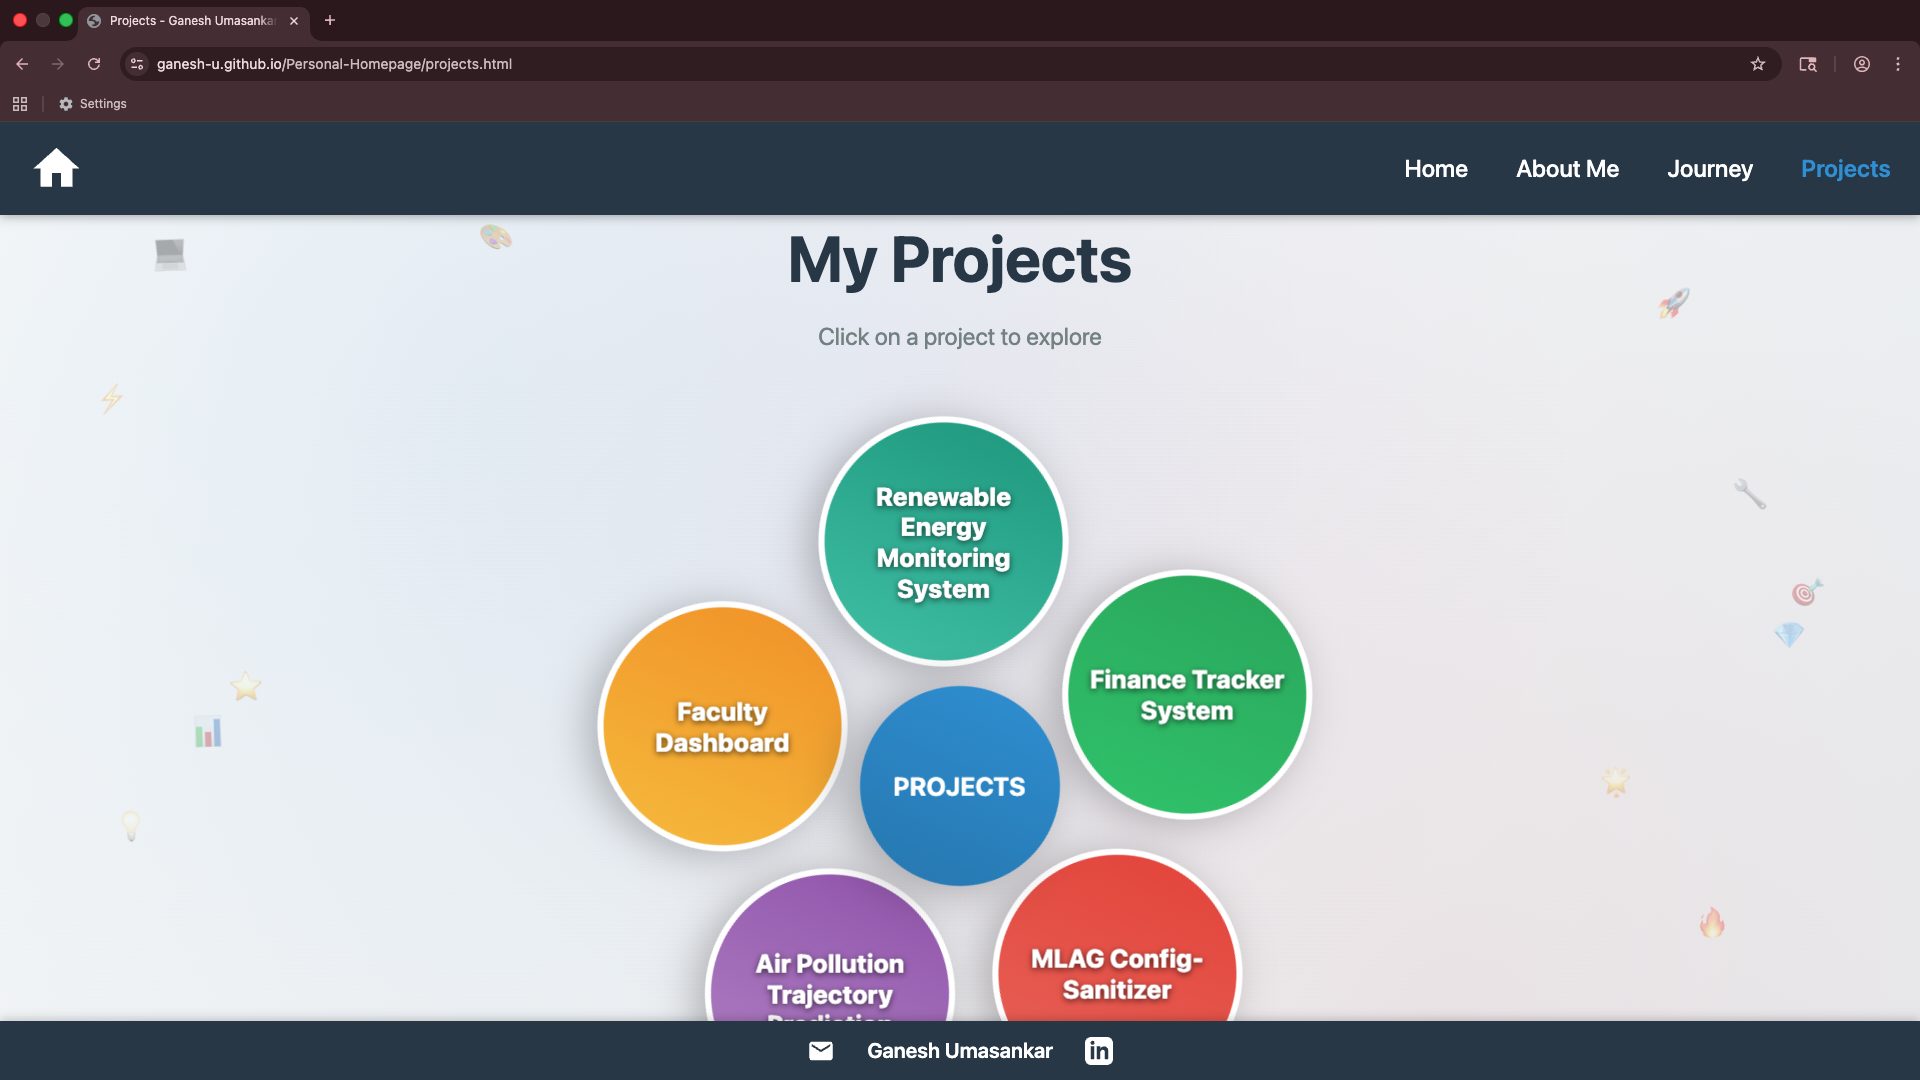 Projects - Ganesh Umasanka
ganesh-u.github.io/Personal-Homepage/projects.html
Settings
Home
About Me
Journey
Projects
My Projects
Click on a project to explore
Renewable
Energy
Monitoring
System
Finance Tracker
System
Faculty
Dashboard
PROJECTS
Air Pollution
Trajectory
MLAG Config-
Sanitizer
Ganesh Umasankar
in